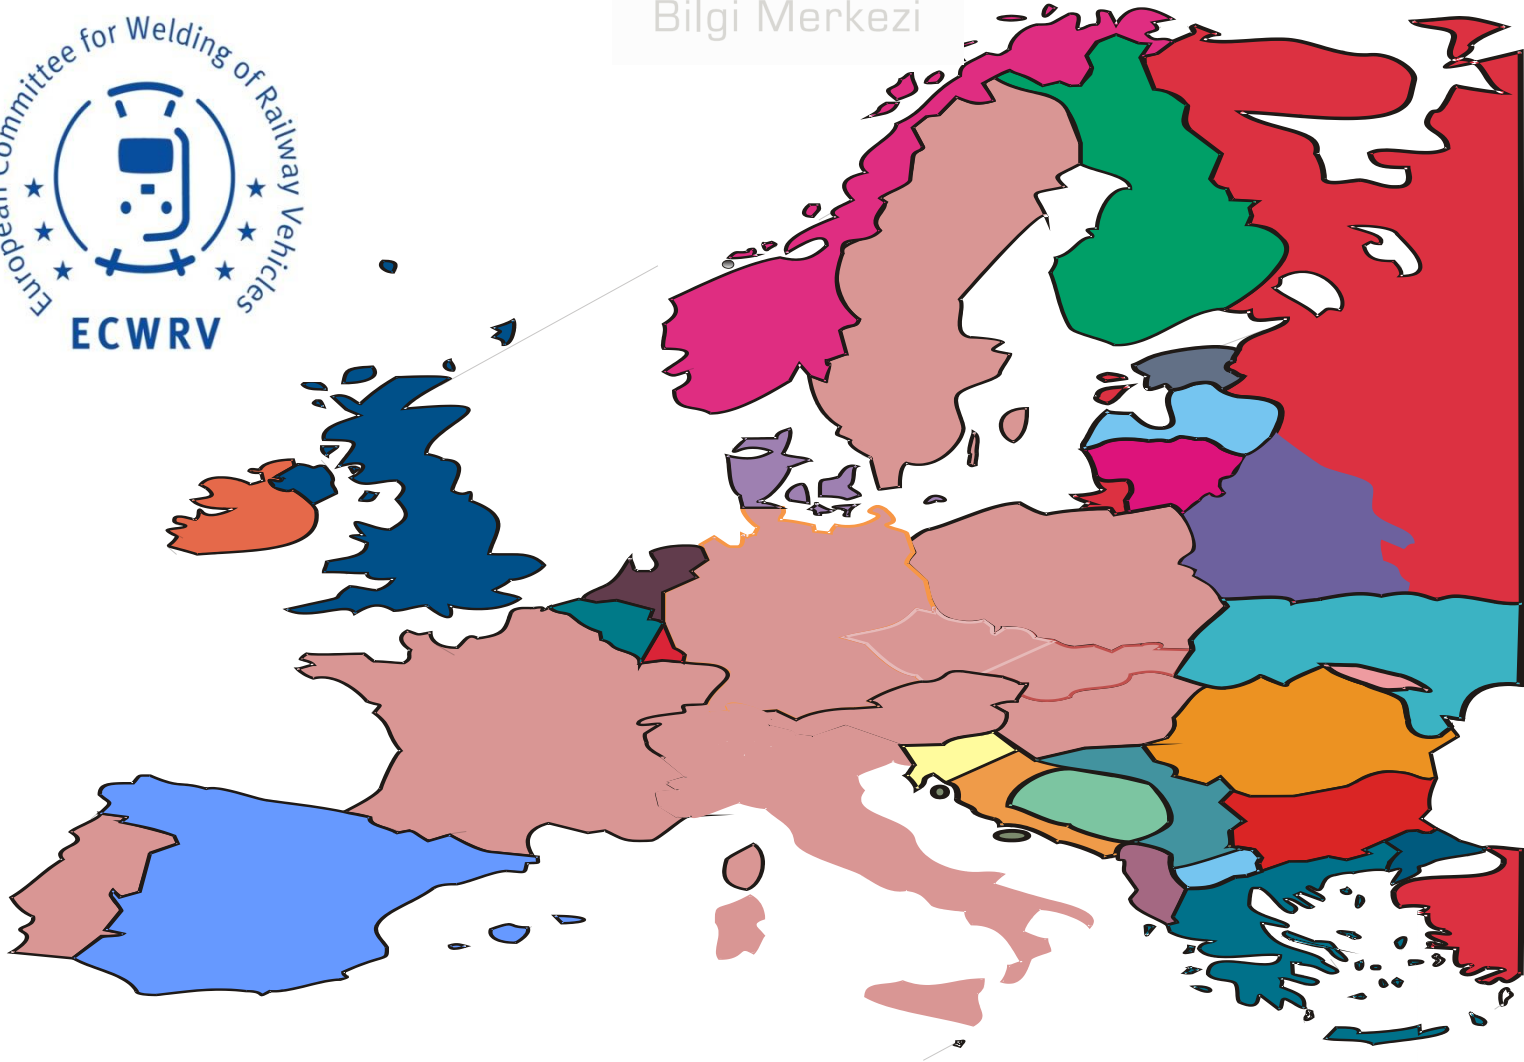 Bilgi Merkezi
European Committee for Welding of Railway Vehicles
ECWRV